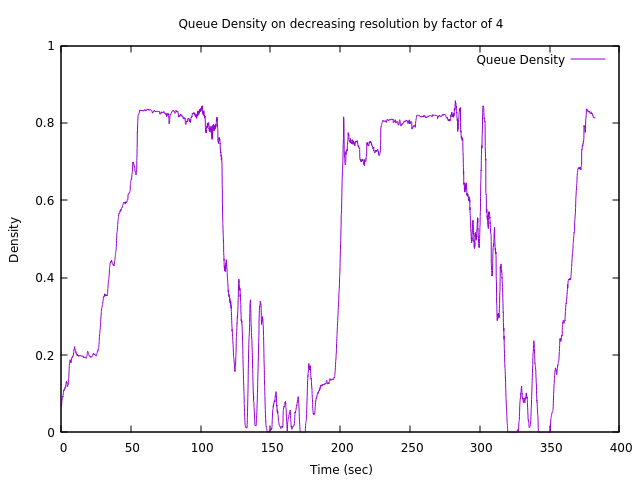 Queue Density on decreasing resolution by factor of 4
Queue Density
1
0.8
0.6
0.4
0.2
0
0 50 100 150 200 250 300 350 400
Density
Time (sec)